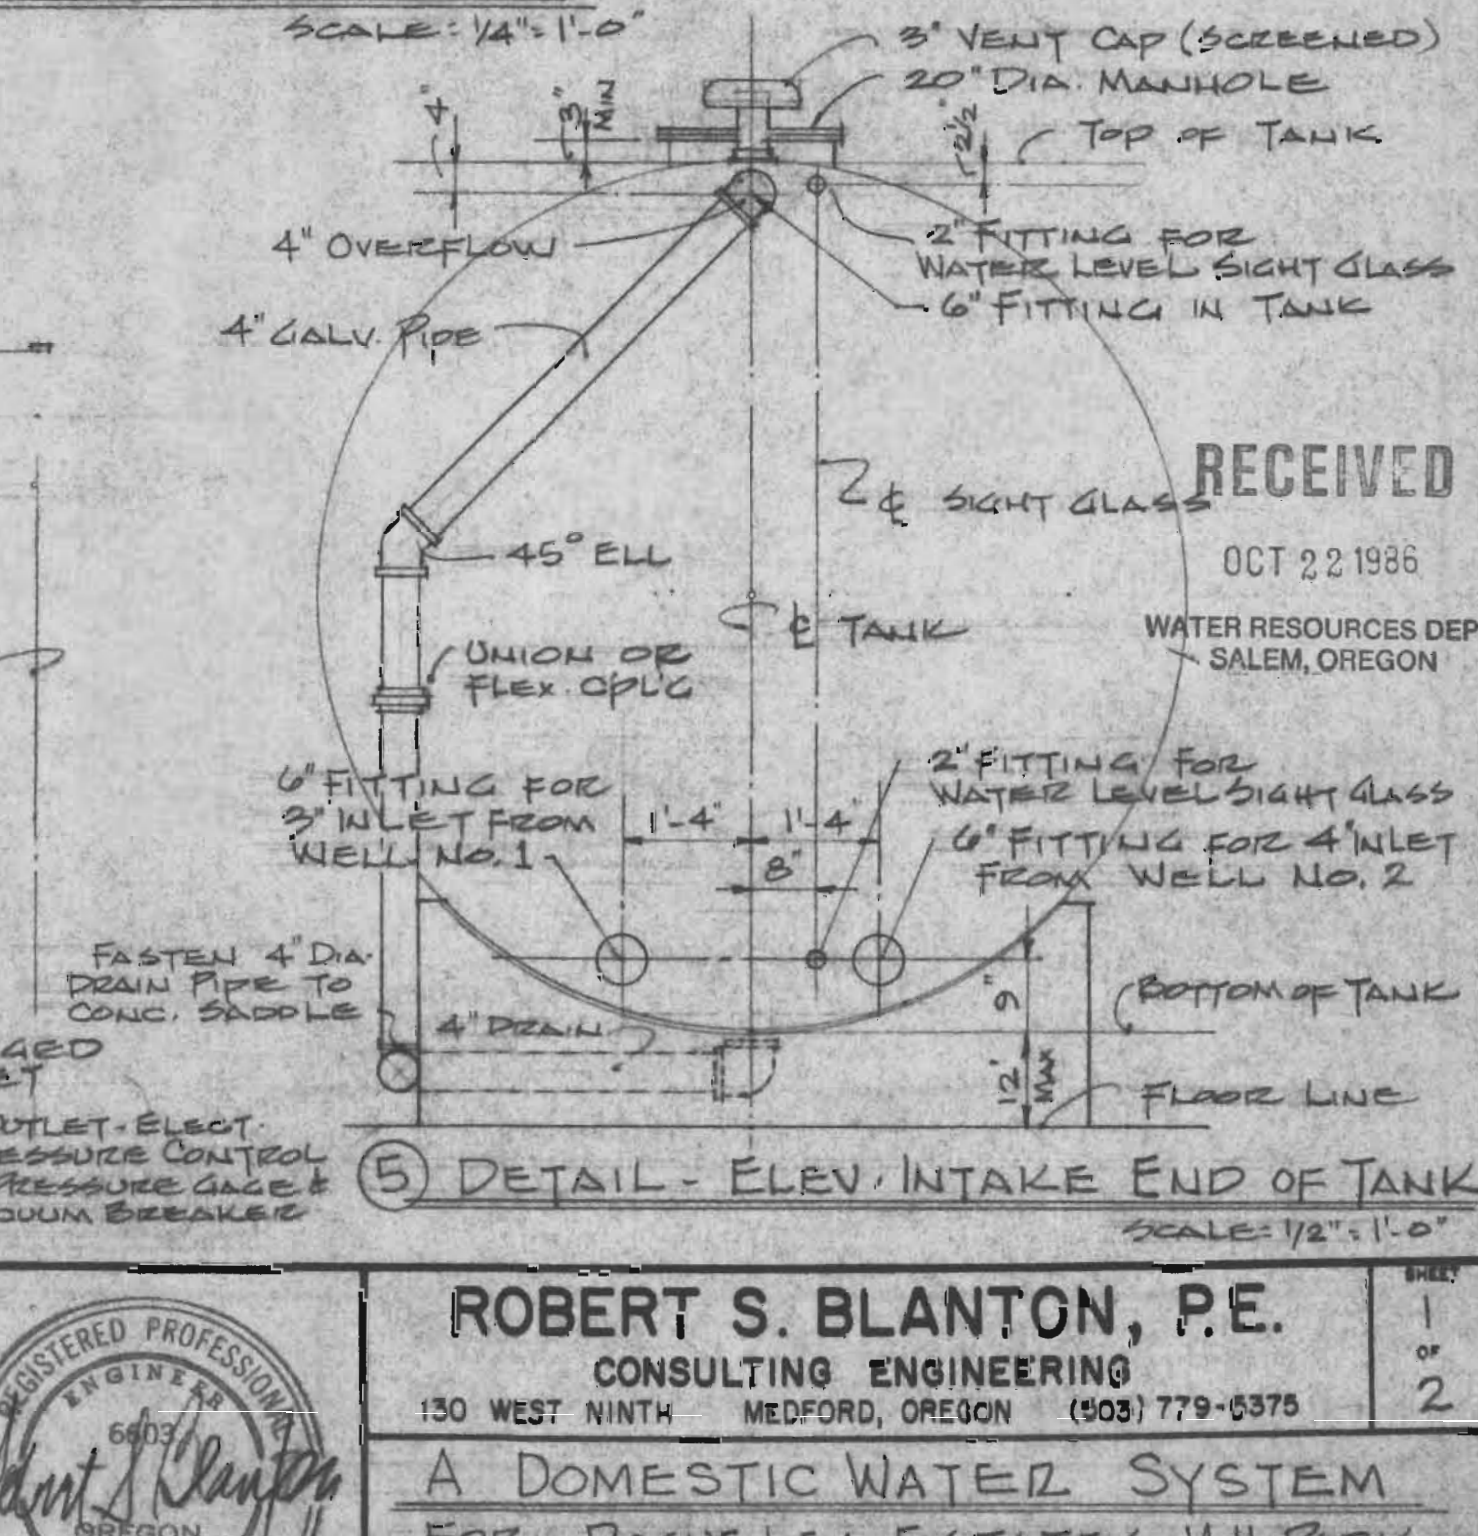 SCALE: 1/4" = 1'-0"
3" VENT CAP (SCREENED)
20" DIA. MANHOLE
4"
3" MIN
2 1/2"
TOP OF TANK
4" OVERFLOW
2" FITTING FOR
WATER LEVEL SIGHT GLASS
6" FITTING IN TANK
4" GALV. PIPE
RECEIVED
℄ SIGHT GLASS
OCT 22 1986
45° ELL
℄ TANK
WATER RESOURCES DEP
SALEM, OREGON
UNION OR
FLEX. CPL'G
6" FITTING FOR
3" INLET FROM
WELL NO. 1
1'-4"
1'-4"
8"
2" FITTING FOR
WATER LEVEL SIGHT GLASS
6" FITTING FOR 4" INLET
FROM WELL NO. 2
FASTEN 4" DIA.
DRAIN PIPE TO
CONC. SADDLE
4" DRAIN
9"
BOTTOM OF TANK
12" MAX
FLOOR LINE
GED
ET
OUTLET - ELECT.
ESSURE CONTROL
PRESSURE GAGE &
CUUM BREAKER
5 DETAIL - ELEV. INTAKE END OF TANK
SCALE: 1/2" = 1'-0"
ROBERT S. BLANTON, P.E.
CONSULTING ENGINEERING
130 WEST NINTH MEDFORD, OREGON (503) 779-5375
SHEET
1
OF
2
REGISTERED PROFESSIONAL
ENGINEER
6603
OREGON
A DOMESTIC WATER SYSTEM